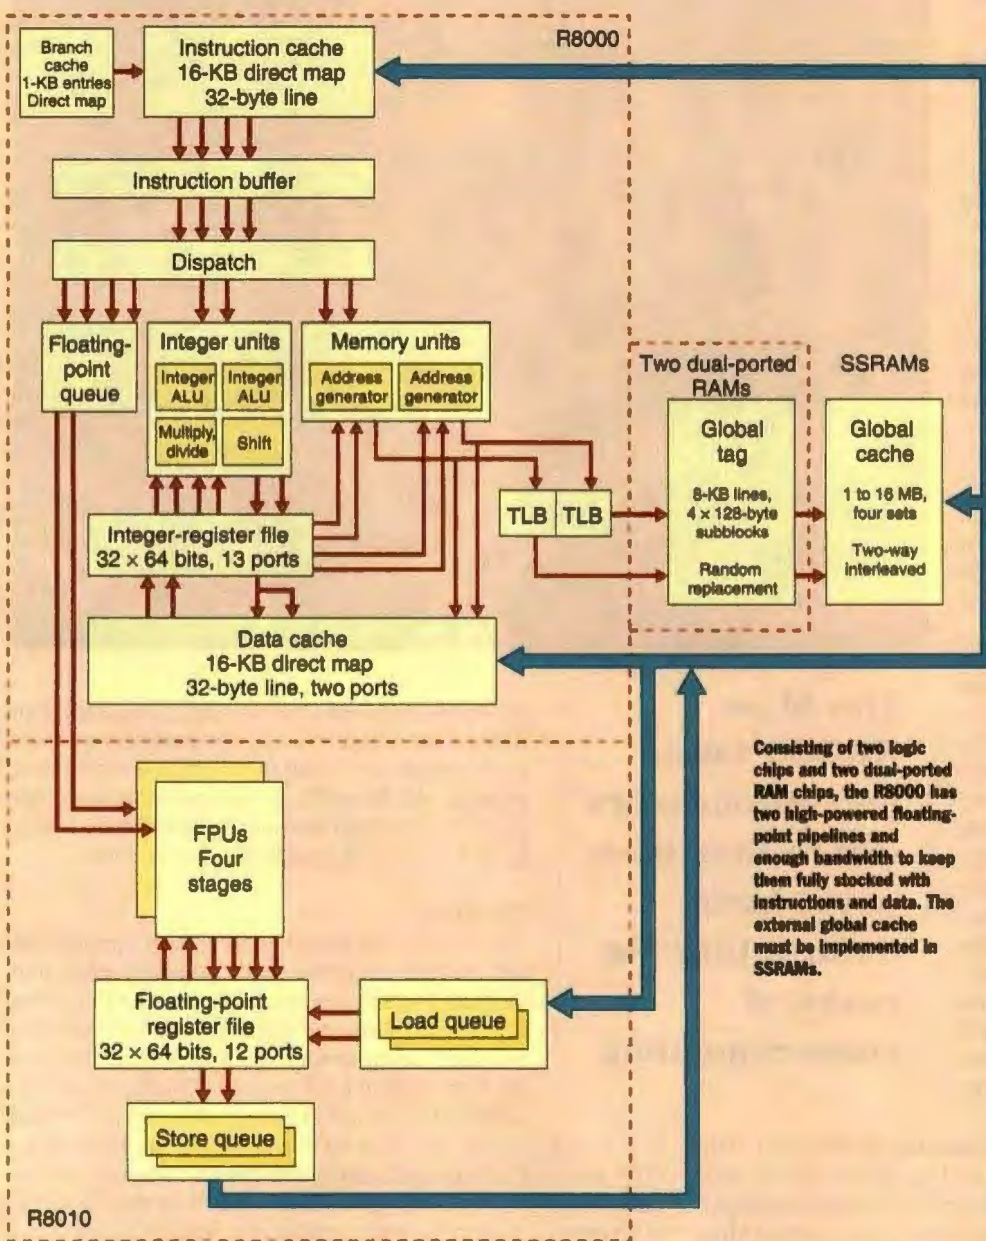 R8000
Branch
cache
1-KB entries
Direct map
Instruction cache
16-KB direct map
32-byte line
Instruction buffer
Dispatch
Floating-
point
queue
Integer units
Integer
ALU
Integer
ALU
Multiply,
divide
Shift
Memory units
Address
generator
Address
generator
Two dual-ported
RAMs
SSRAMs
Global
tag
8-KB lines,
4 × 128-byte
subblocks
Random
replacement
Global
cache
1 to 16 MB,
four sets
Two-way
interleaved
TLB
TLB
Integer-register file
32 × 64 bits, 13 ports
Data cache
16-KB direct map
32-byte line, two ports
FPUs
Four
stages
Floating-point
register file
32 × 64 bits, 12 ports
Load queue
Store queue
R8010
Consisting of two logic
chips and two dual-ported
RAM chips, the R8000 has
two high-powered floating-
point pipelines and
enough bandwidth to keep
them fully stocked with
instructions and data. The
external global cache
must be implemented in
SSRAMs.